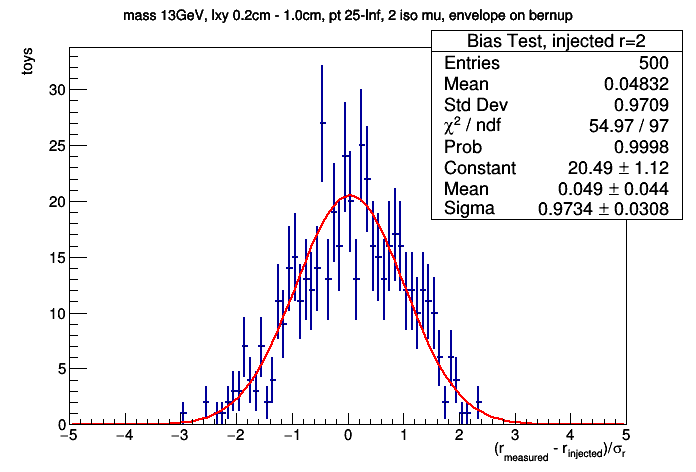 mass 13GeV, lxy 0.2cm - 1.0cm, pt 25-Inf, 2 iso mu, envelope on bernup
Bias Test, injected r=2
Entries 500
Mean 0.04832
Std Dev 0.9709
χ² / ndf 54.97 / 97
Prob 0.9998
Constant 20.49 ± 1.12
Mean 0.049 ± 0.044
Sigma 0.9734 ± 0.0308
toys
30
25
20
15
10
5
0
−5 −4 −3 −2 −1 0 1 2 3 4 5
(r_measured - r_injected)/σ_r